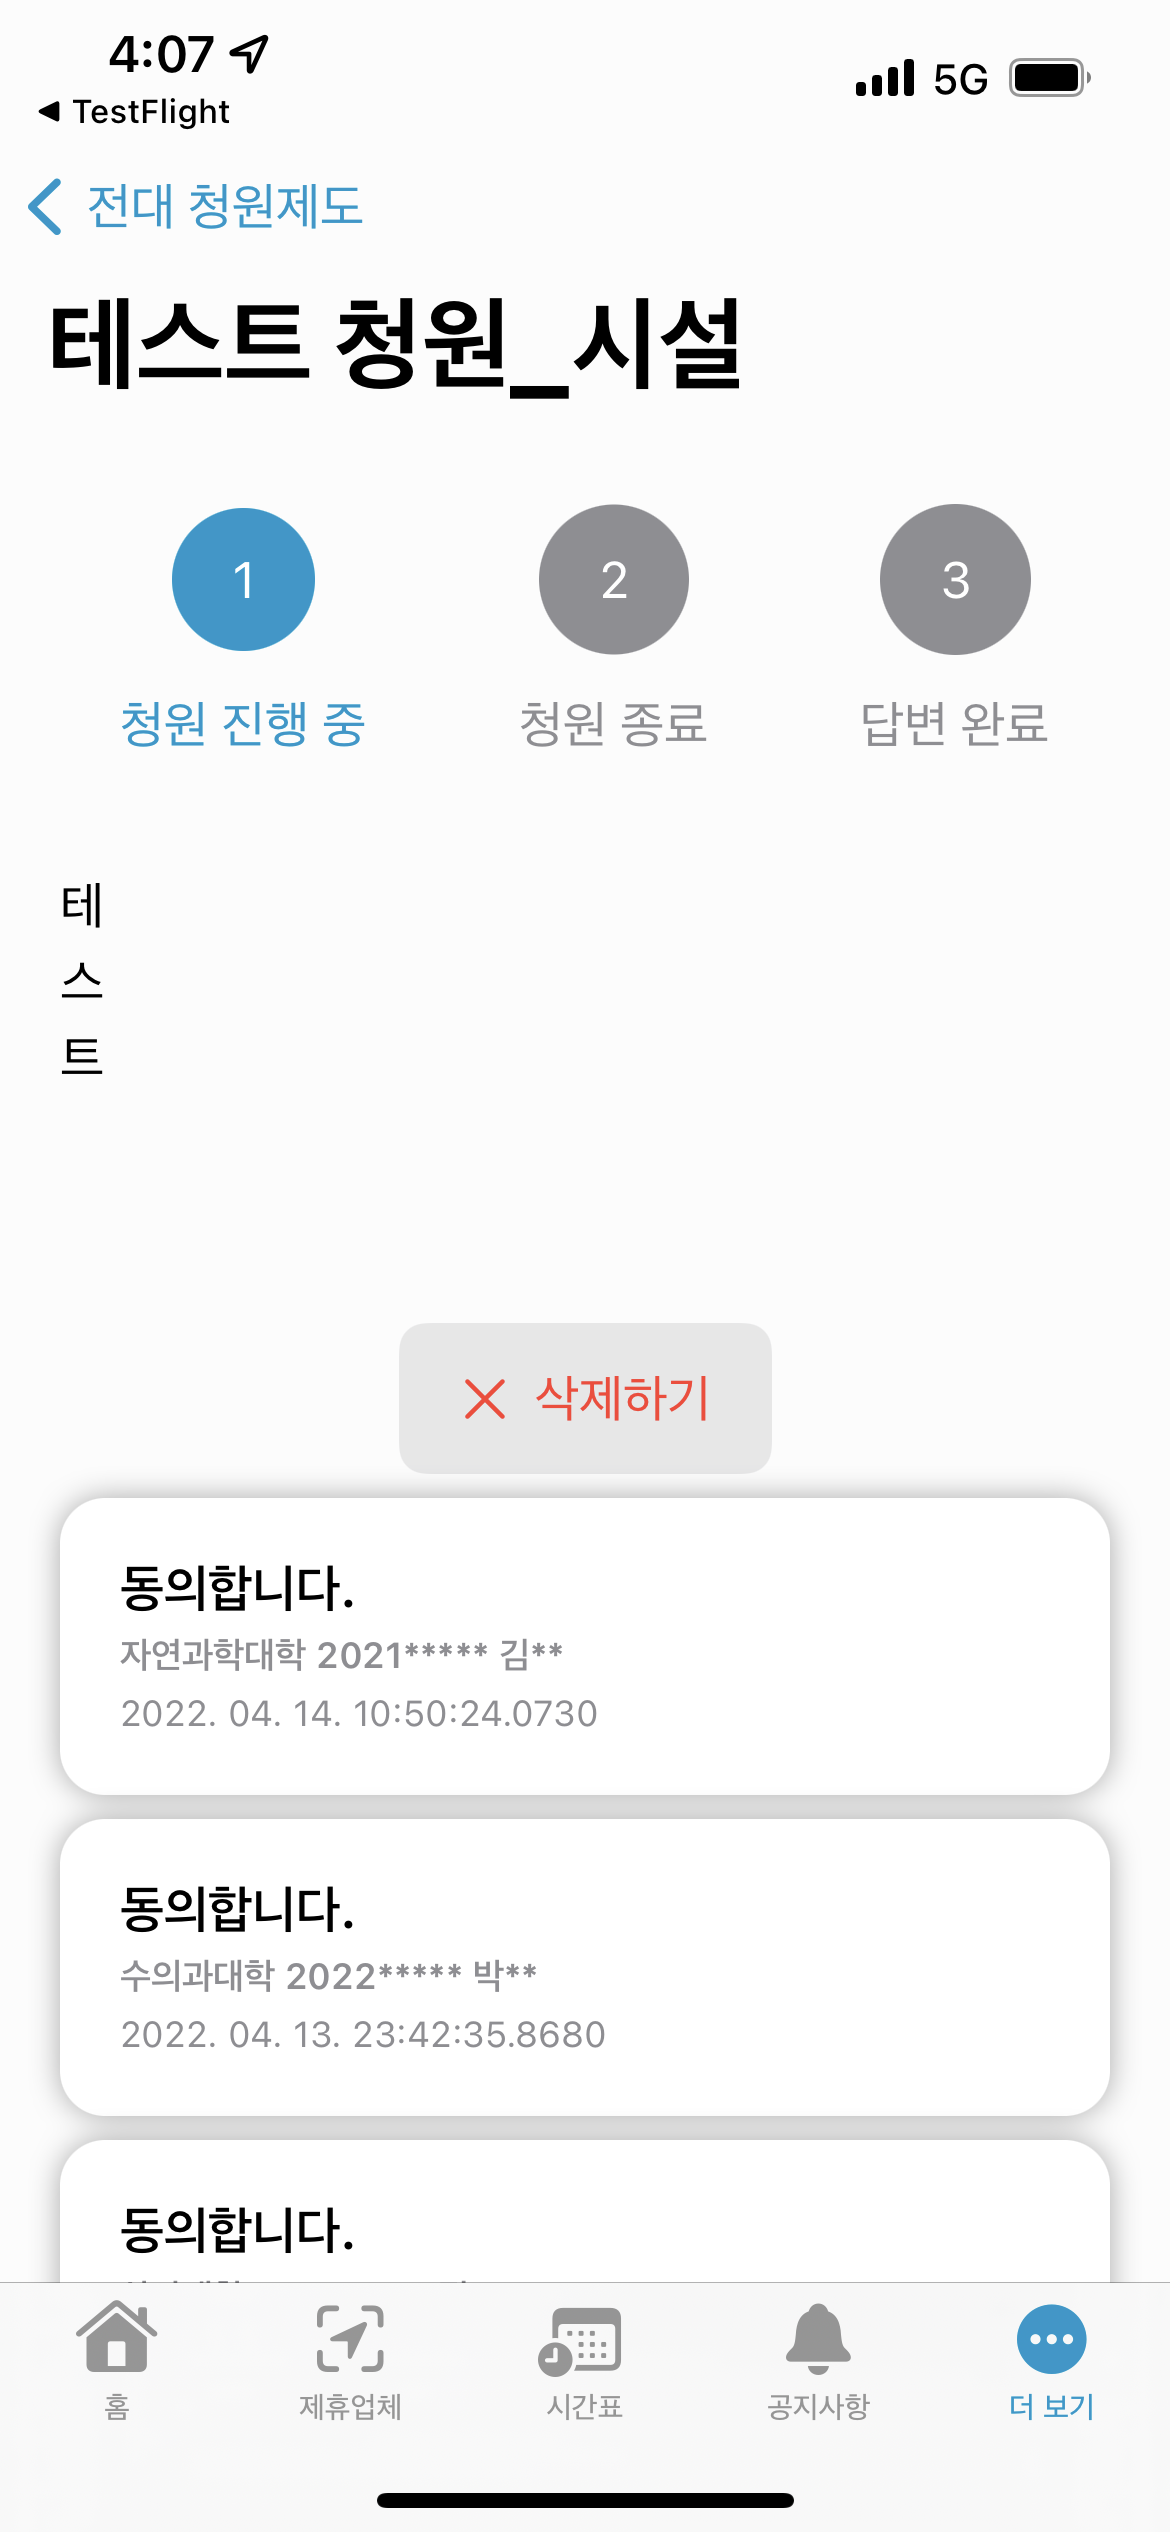 4:07
5G
TestFlight
전대 청원제도
테스트 청원_시설
1
2
3
청원 진행 중
청원 종료
답변 완료
테
스
트
삭제하기
동의합니다.
자연과학대학 2021***** 김**
2022. 04. 14. 10:50:24.0730
동의합니다.
수의과대학 2022***** 박**
2022. 04. 13. 23:42:35.8680
동의합니다.
홈
제휴업체
시간표
공지사항
더 보기